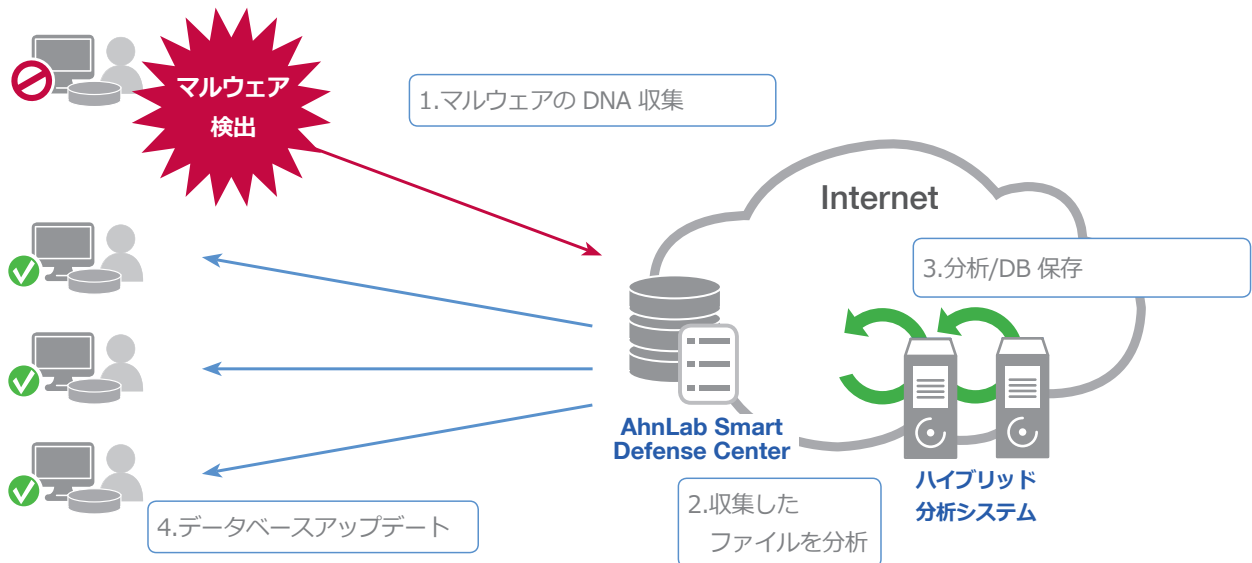 マルウェア
検出
1.マルウェアの DNA 収集
Internet
3.分析/DB 保存
AhnLab Smart
Defense Center
ハイブリッド
分析システム
2.収集した
ファイルを分析
4.データベースアップデート